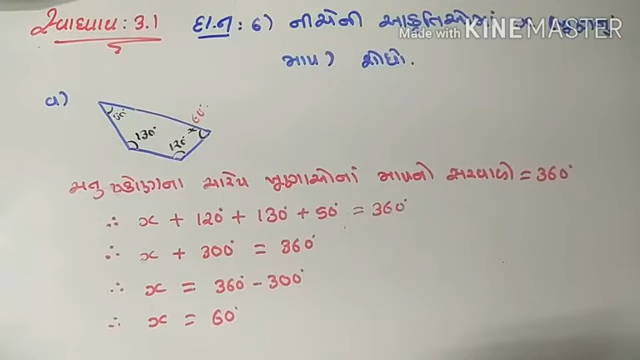 સ્વાધ્યાય : 3.1 દા.ન : 6) નીચેની આકૃતિઓમાં x
Made with KINEMASTER
માપ શોધો.
અ)
50° 130° 120° x 60°
ચતુષ્કોણના ચારેય ખૂણાઓનાં માપનો સરવાળો = 360°
∴ x + 120° + 130° + 50° = 360°
∴ x + 300° = 360°
∴ x = 360° - 300°
∴ x = 60°